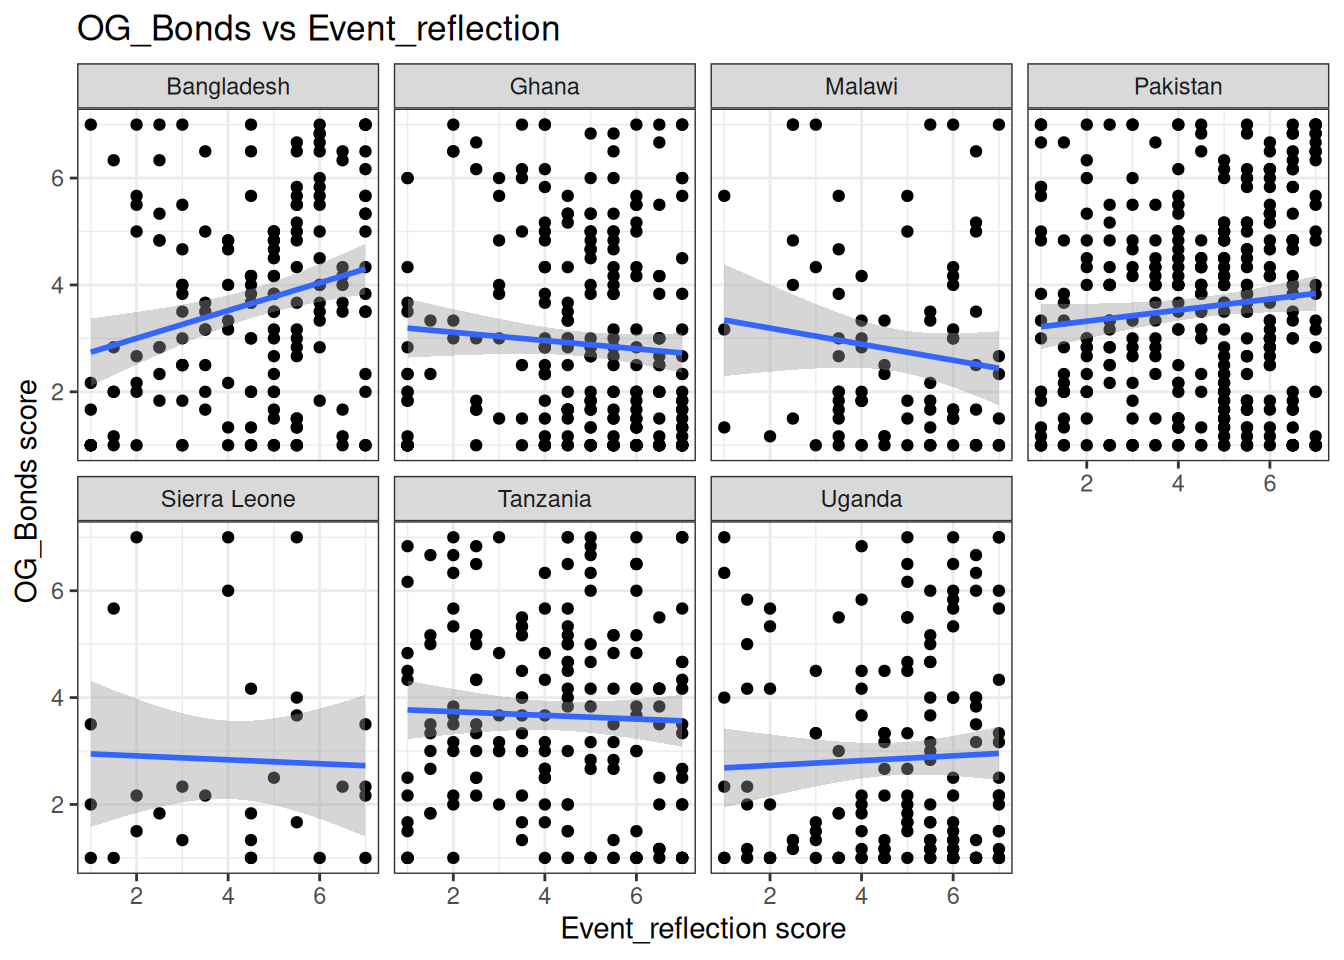 OG_Bonds vs Event_reflection
Bangladesh
Ghana
Malawi
Pakistan
6
4
2
2
4
6
Sierra Leone
Tanzania
Uganda
6
4
2
2
4
6
2
4
6
2
4
6
OG_Bonds score
Event_reflection score